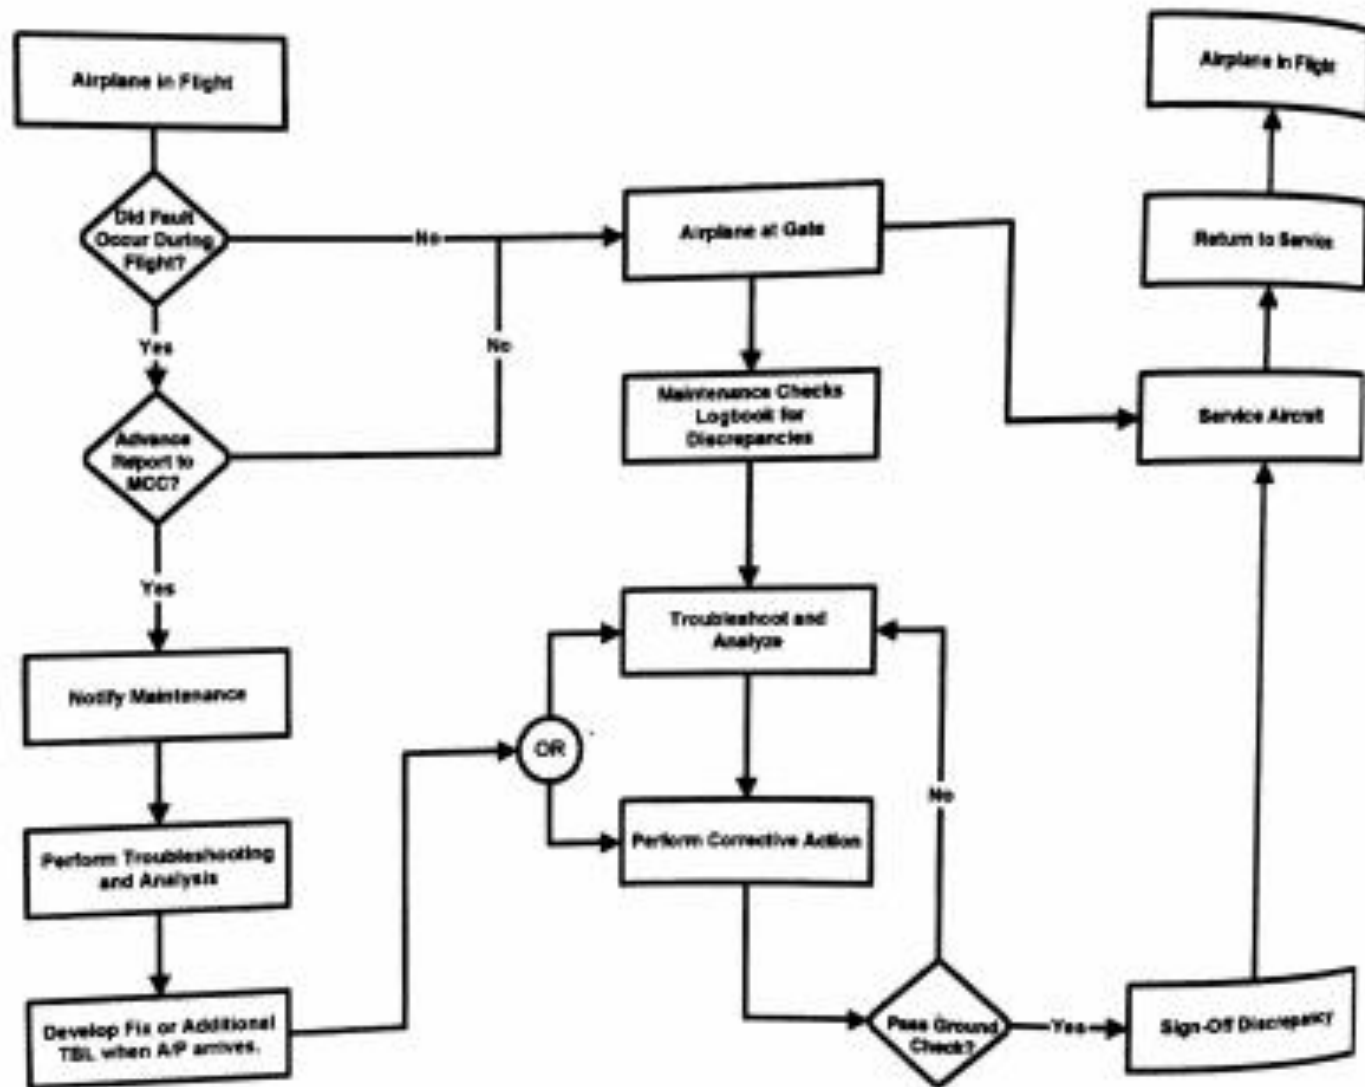 Airplane in Flight
Did Fault
Occur During
Flight?
No
Yes
Advance
Report to
MCC?
No
Yes
Notify Maintenance
Perform Troubleshooting
and Analysis
Develop Fix or Additional
TBL when A/P arrives.
OR
Airplane at Gate
Maintenance Checks
Logbook for
Discrepancies
Troubleshoot and
Analyze
Perform Corrective Action
No
Pass Ground
Check?
Yes
Sign-Off Discrepancy
Service Aircraft
Return to Service
Airplane in Flight